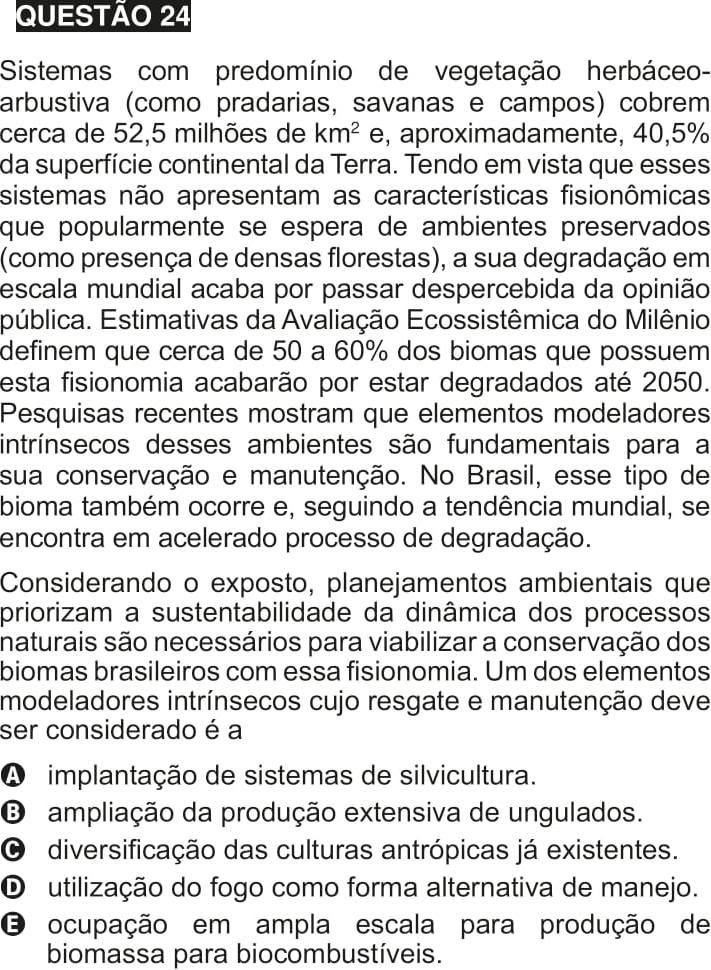 QUESTÃO 24
Sistemas com predomínio de vegetação herbáceo-
arbustiva (como pradarias, savanas e campos) cobrem
cerca de 52,5 milhões de km² e, aproximadamente, 40,5%
da superfície continental da Terra. Tendo em vista que esses
sistemas não apresentam as características fisionômicas
que popularmente se espera de ambientes preservados
(como presença de densas florestas), a sua degradação em
escala mundial acaba por passar despercebida da opinião
pública. Estimativas da Avaliação Ecossistêmica do Milênio
definem que cerca de 50 a 60% dos biomas que possuem
esta fisionomia acabarão por estar degradados até 2050.
Pesquisas recentes mostram que elementos modeladores
intrínsecos desses ambientes são fundamentais para a
sua conservação e manutenção. No Brasil, esse tipo de
bioma também ocorre e, seguindo a tendência mundial, se
encontra em acelerado processo de degradação.
Considerando o exposto, planejamentos ambientais que
priorizam a sustentabilidade da dinâmica dos processos
naturais são necessários para viabilizar a conservação dos
biomas brasileiros com essa fisionomia. Um dos elementos
modeladores intrínsecos cujo resgate e manutenção deve
ser considerado é a
A implantação de sistemas de silvicultura.
B ampliação da produção extensiva de ungulados.
C diversificação das culturas antrópicas já existentes.
D utilização do fogo como forma alternativa de manejo.
E ocupação em ampla escala para produção de
biomassa para biocombustíveis.